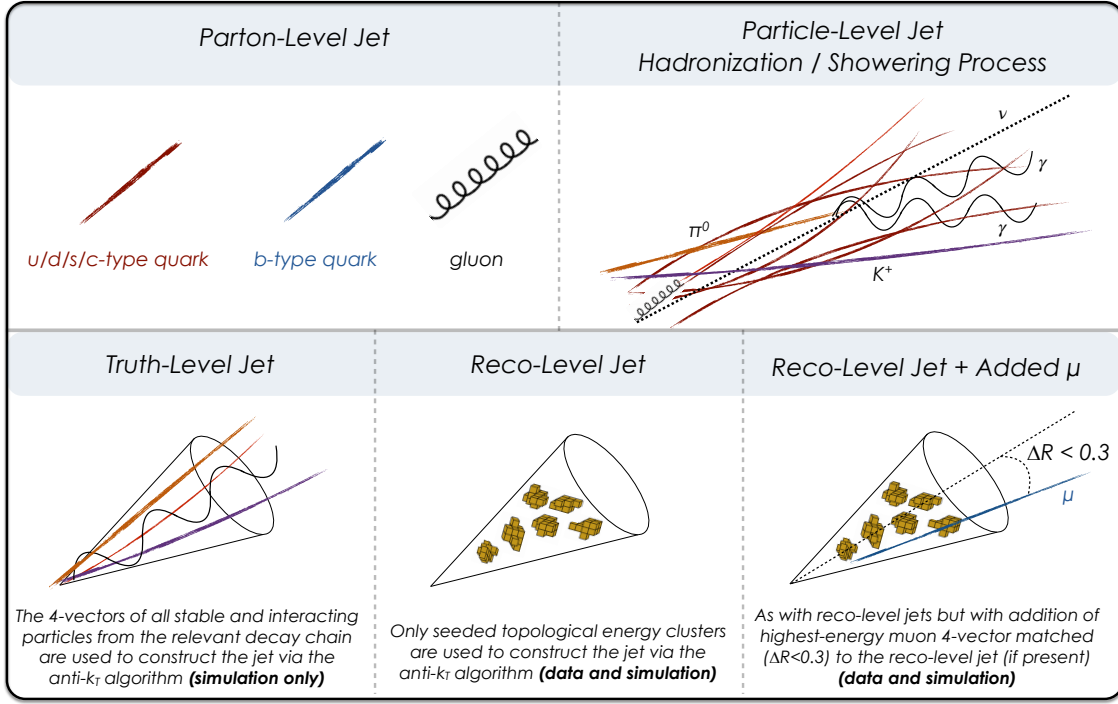 Parton-Level Jet
Particle-Level Jet
Hadronization / Showering Process
u/d/s/c-type quark
b-type quark
gluon
ν
γ
π⁰
γ
K⁺
Truth-Level Jet
Reco-Level Jet
Reco-Level Jet + Added μ
ΔR < 0.3
μ
The 4-vectors of all stable and interacting
particles from the relevant decay chain
are used to construct the jet via the
anti-kT algorithm (simulation only)
Only seeded topological energy clusters
are used to construct the jet via the
anti-kT algorithm (data and simulation)
As with reco-level jets but with addition of
highest-energy muon 4-vector matched
(ΔR<0.3) to the reco-level jet (if present)
(data and simulation)